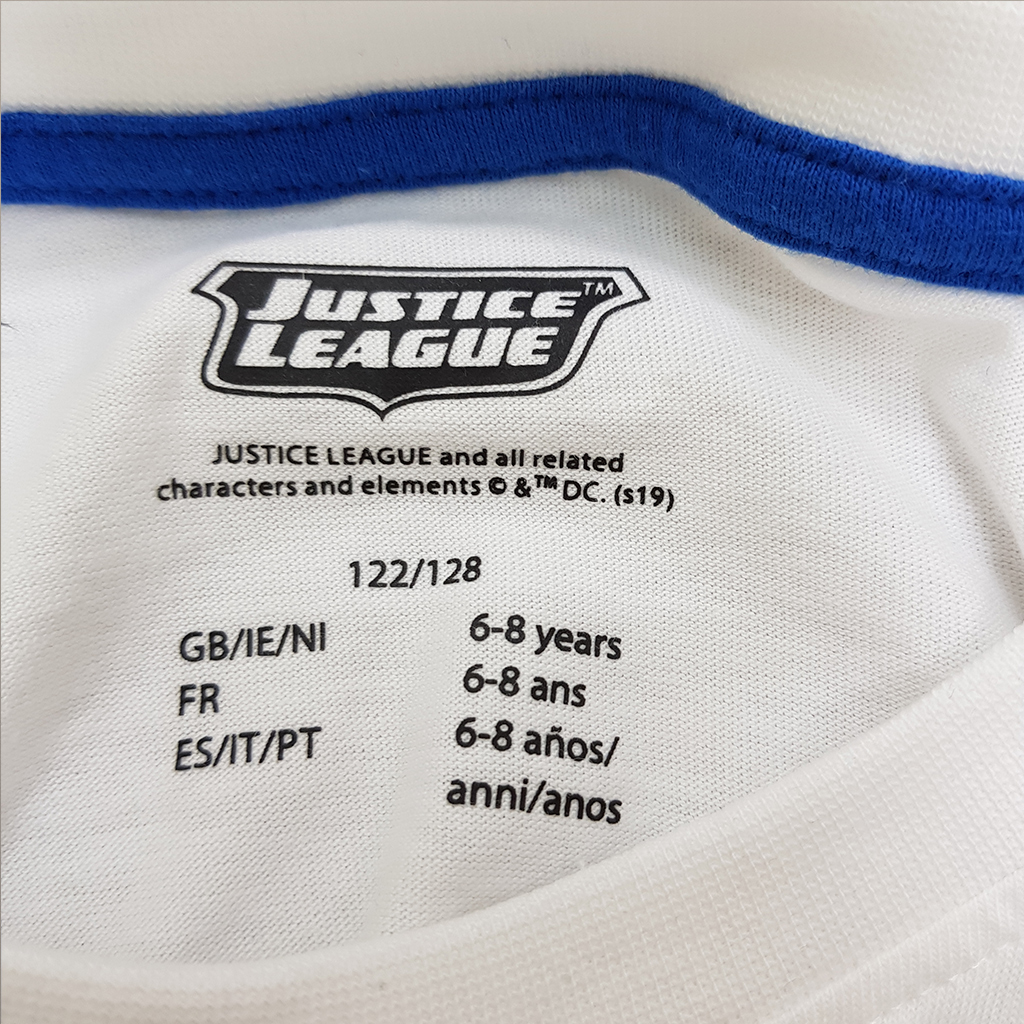 JUSTICE™
LEAGUE
JUSTICE LEAGUE and all related
characters and elements © &™ DC. (s19)
122/128
GB/IE/NI 6-8 years
FR 6-8 ans
ES/IT/PT 6-8 años/
anni/anos